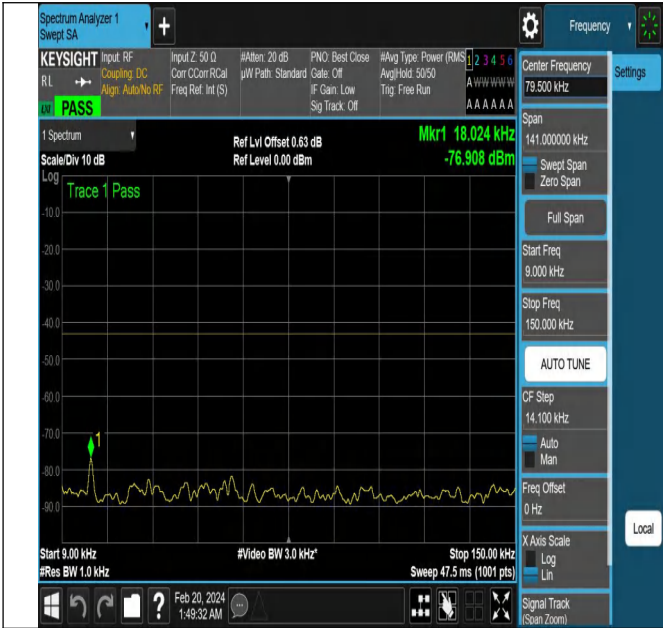 Spectrum Analyzer 1
Swept SA
+
Frequency
KEYSIGHT
Input: RF
Coupling: DC
Align: Auto/No RF
Input Z: 50 Ω
Corr CCorr RCal
Freq Ref: Int (S)
#Atten: 20 dB
µW Path: Standard
PNO: Best Close
Gate: Off
IF Gain: Low
Sig Track: Off
#Avg Type: Power (RMS
Avg|Hold: 50/50
Trig: Free Run
1 2 3 4 5 6
A W W W W W
A A A A A A
R L
PASS
1 Spectrum
Scale/Div 10 dB
Ref Lvl Offset 0.63 dB
Ref Level 0.00 dBm
Mkr1 18.024 kHz
-76.908 dBm
Log
Trace 1 Pass
-10.0
-20.0
-30.0
-40.0
-50.0
-60.0
-70.0
-80.0
-90.0
1
Start 9.00 kHz
#Res BW 1.0 kHz
#Video BW 3.0 kHz*
Stop 150.00 kHz
Sweep 47.5 ms (1001 pts)
?
Feb 20, 2024
1:49:32 AM
Center Frequency
79.500 kHz
Settings
Span
141.000000 kHz
Swept Span
Zero Span
Full Span
Start Freq
9.000 kHz
Stop Freq
150.000 kHz
AUTO TUNE
CF Step
14.100 kHz
Auto
Man
Freq Offset
0 Hz
X Axis Scale
Log
Lin
Local
Signal Track
(Span Zoom)